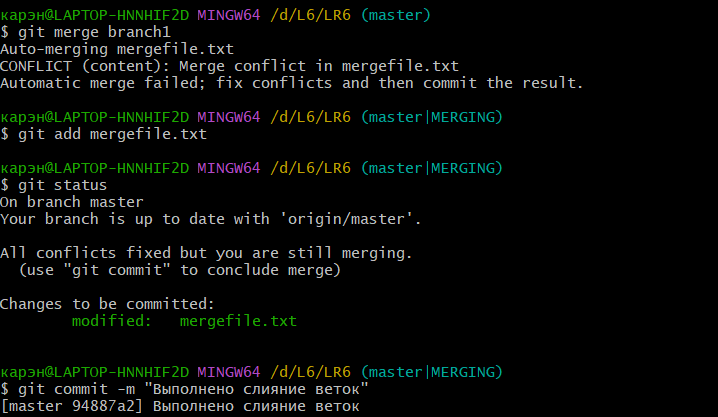 карэн@LAPTOP-HNNHIF2D MINGW64 /d/L6/LR6 (master)
$ git merge branch1
Auto-merging mergefile.txt
CONFLICT (content): Merge conflict in mergefile.txt
Automatic merge failed; fix conflicts and then commit the result.

карэн@LAPTOP-HNNHIF2D MINGW64 /d/L6/LR6 (master|MERGING)
$ git add mergefile.txt

карэн@LAPTOP-HNNHIF2D MINGW64 /d/L6/LR6 (master|MERGING)
$ git status
On branch master
Your branch is up to date with 'origin/master'.

All conflicts fixed but you are still merging.
  (use "git commit" to conclude merge)

Changes to be committed:
        modified:   mergefile.txt


карэн@LAPTOP-HNNHIF2D MINGW64 /d/L6/LR6 (master|MERGING)
$ git commit -m "Выполнено слияние веток"
[master 94887a2] Выполнено слияние веток